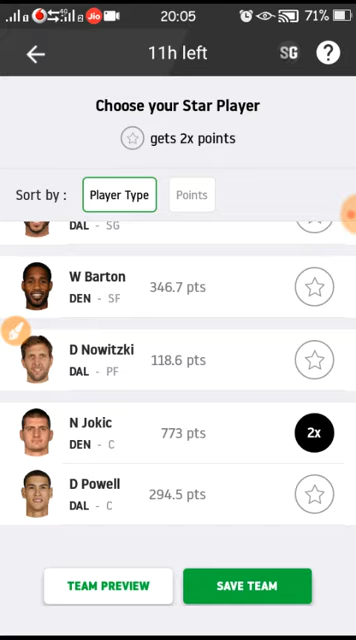 4G
Jio
20:05
71%
11h left
SG
?
Choose your Star Player
gets 2x points
Sort by :
Player Type
Points
DAL - SG
W Barton
346.7 pts
DEN - SF
D Nowitzki
118.6 pts
DAL - PF
N Jokic
773 pts
2x
DEN - C
D Powell
294.5 pts
DAL - C
TEAM PREVIEW
SAVE TEAM